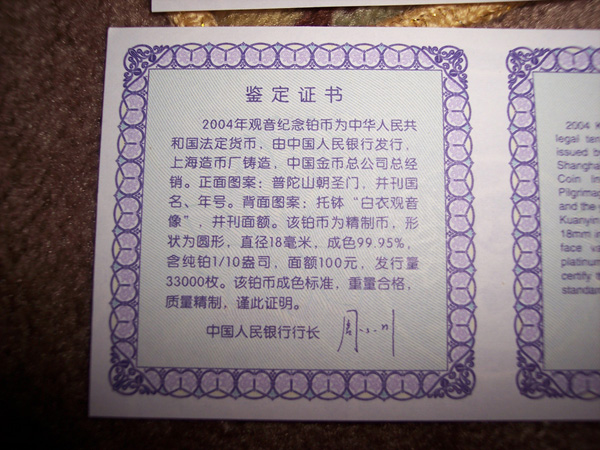 鉴定证书
2004年观音纪念铂币为中华人民共
和国法定货币，由中国人民银行发行，
上海造币厂铸造，中国金币总公司总经
销。正面图案：普陀山朝圣门，并刊国
名、年号。背面图案：托钵“白衣观音
像”，并刊面额。该铂币为精制币，形
状为圆形，直径18毫米，成色99.95%，
含纯铂1/10盎司，面额100元，发行量
33000枚。该铂币成色标准，重量合格，
质量精制，谨此证明。
中国人民银行行长
2004 K
legal ten
issued b
Shangha
Coin In
Pilgrimag
and the
Kuanyin
18mm in
face va
platinum
certify t
standar